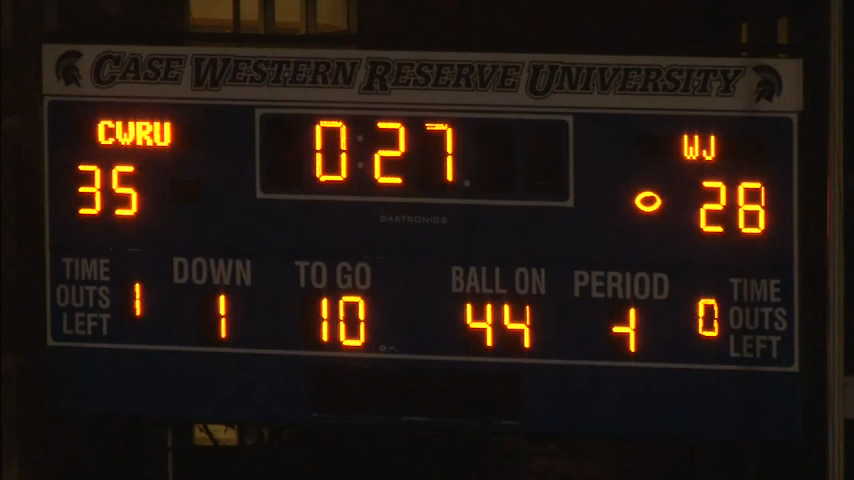 CASE WESTERN RESERVE UNIVERSITY
CWRU 0:27 WJ
35 28
DAKTRONICS
TIME OUTS LEFT 1
DOWN 1
TO GO 10
BALL ON 44
PERIOD 4
0 TIME OUTS LEFT